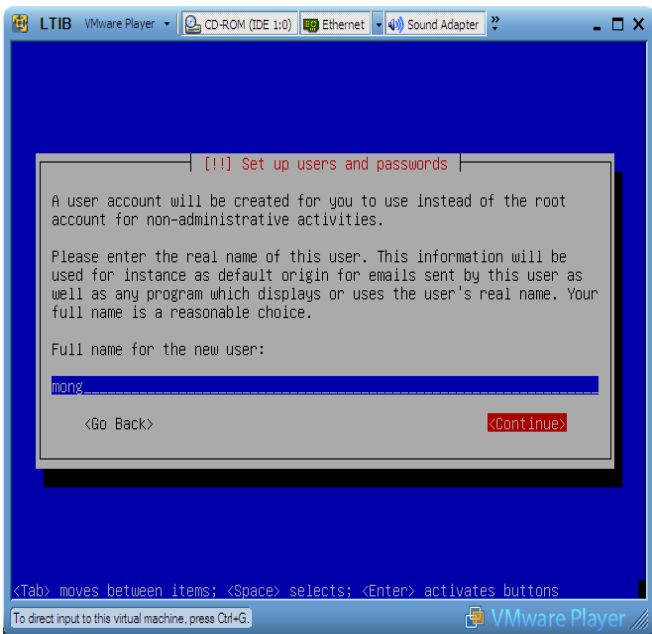 LTIB VMware Player CD-ROM (IDE 1:0) Ethernet Sound Adapter »
[!!] Set up users and passwords
A user account will be created for you to use instead of the root
account for non-administrative activities.
Please enter the real name of this user. This information will be
used for instance as default origin for emails sent by this user as
well as any program which displays or uses the user's real name. Your
full name is a reasonable choice.
Full name for the new user:
mong
<Go Back> <Continue>
<Tab> moves between items; <Space> selects; <Enter> activates buttons
To direct input to this virtual machine, press Ctrl+G.
VMware Player